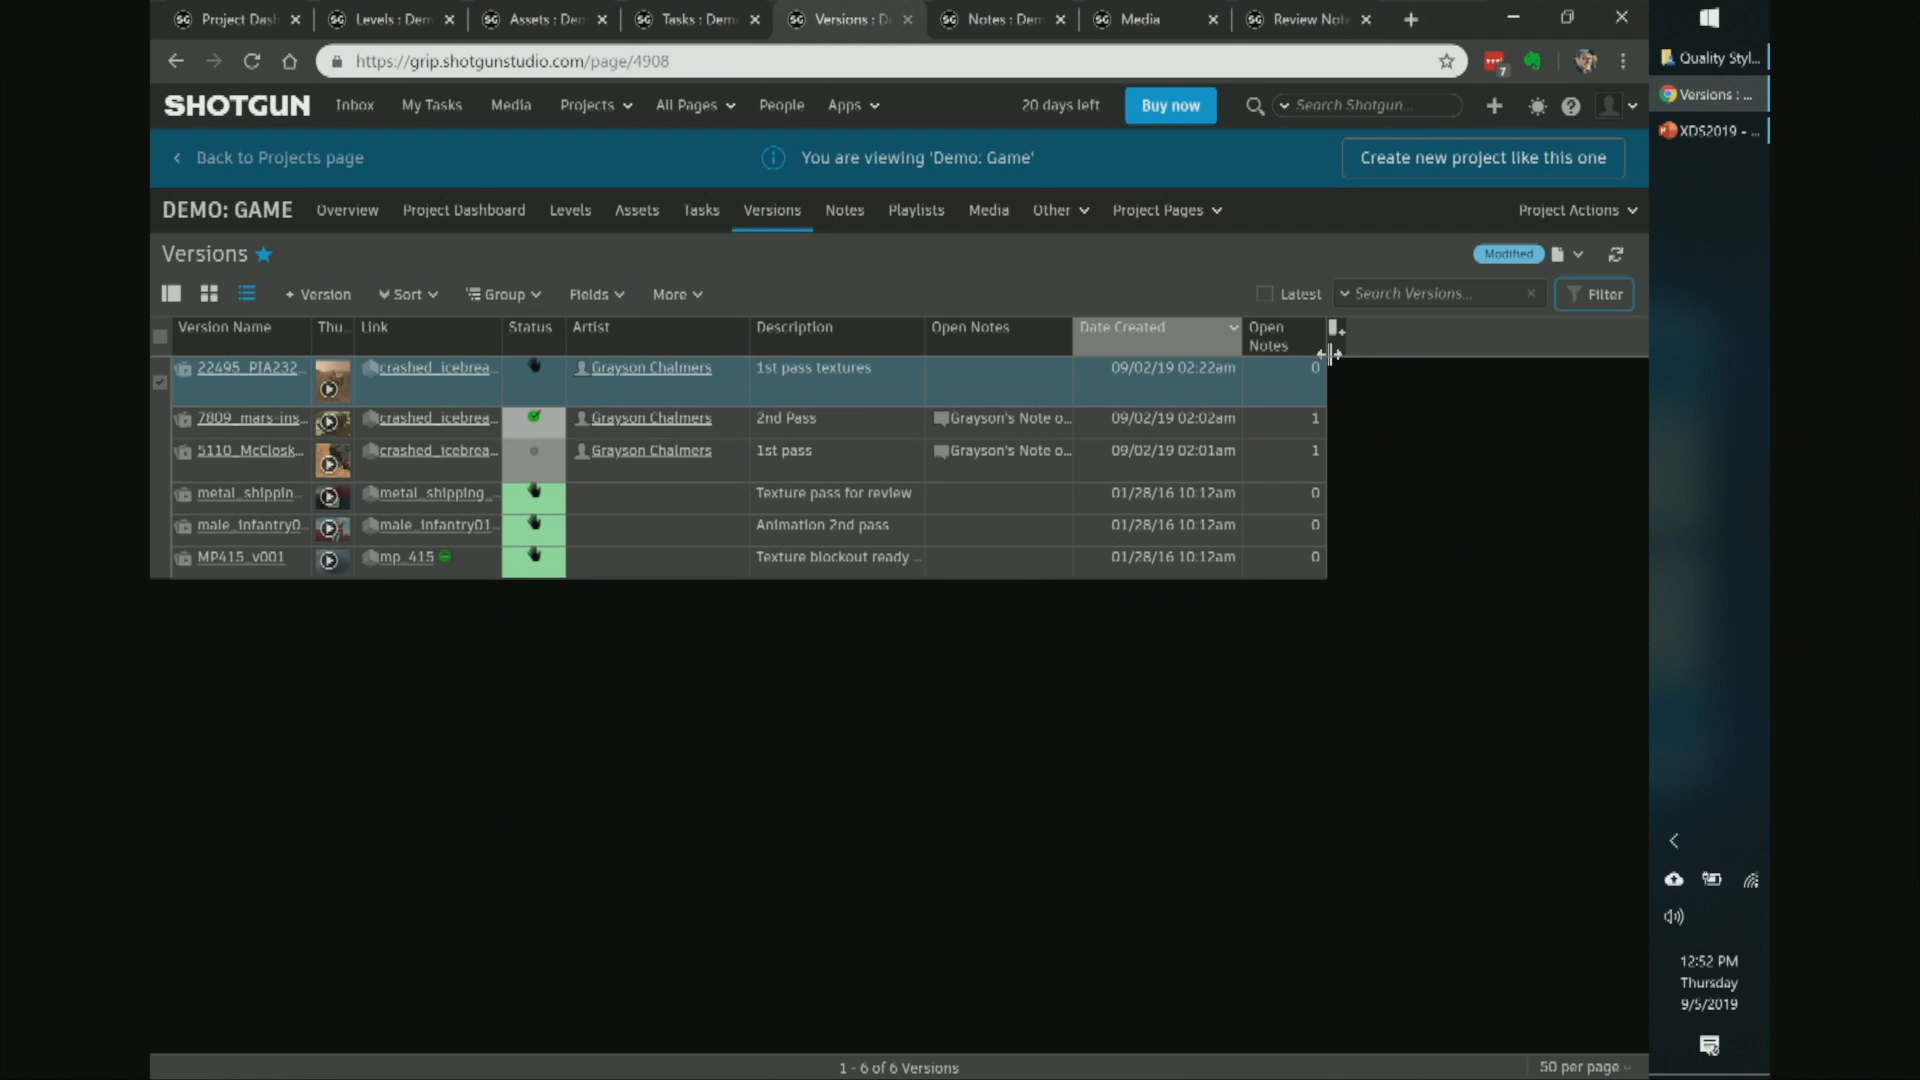 Project Dash
Levels : Dem
Assets : Dem
Tasks : Dem
Versions : D
Notes : Dem
Media
Review Note
https://grip.shotgunstudio.com/page/4908
7
SHOTGUN
Inbox
My Tasks
Media
Projects
All Pages
People
Apps
20 days left
Buy now
Search Shotgun...
Back to Projects page
You are viewing 'Demo: Game'
Create new project like this one
DEMO: GAME
Overview
Project Dashboard
Levels
Assets
Tasks
Versions
Notes
Playlists
Media
Other
Project Pages
Project Actions
Versions
Modified
+ Version
Sort
Group
Fields
More
Latest
Search Versions...
Filter
Version Name Thu... Link Status Artist Description Open Notes Date Created Open Notes
22495_PIA232... crashed_icebrea... Grayson Chalmers 1st pass textures 09/02/19 02:22am 0
7809_mars-ins... crashed_icebrea... Grayson Chalmers 2nd Pass Grayson's Note o... 09/02/19 02:02am 1
5110_McClosk... crashed_icebrea... Grayson Chalmers 1st pass Grayson's Note o... 09/02/19 02:01am 1
metal_shippin... metal_shipping_... Texture pass for review 01/28/16 10:12am 0
male_infantry0... male_infantry01... Animation 2nd pass 01/28/16 10:12am 0
MP415_v001 mp_415 Texture blockout ready ... 01/28/16 10:12am 0
1 - 6 of 6 Versions
50 per page
Quality Styl...
Versions : ...
XDS2019 - ...
12:52 PM
Thursday
9/5/2019